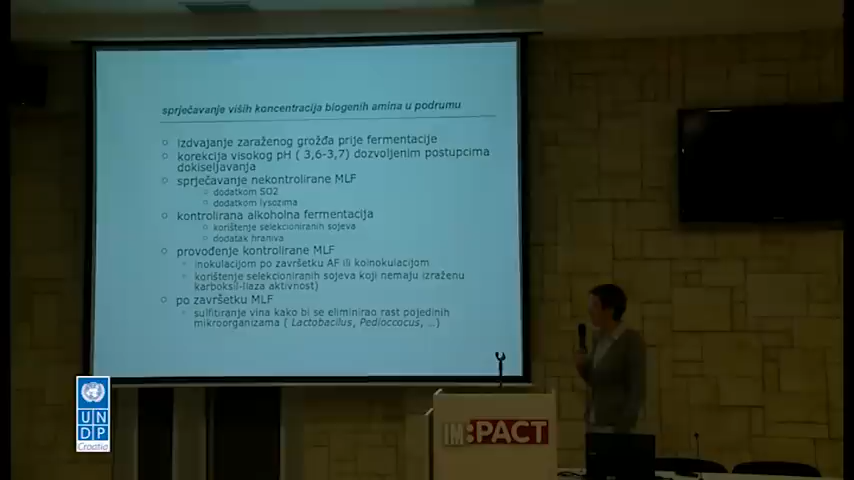 sprječavanje viših koncentracija biogenih amina u podrumu
izdvajanje zaraženog grožđa prije fermentacije
korekcija visokog pH ( 3,6-3,7) dozvoljenim postupcima
dokiseljavanja
sprječavanje nekontrolirane MLF
dodatkom SO2
dodatkom lysozima
kontrolirana alkoholna fermentacija
korištenje selekcioniranih sojeva
dodatak hraniva
provođenje kontrolirane MLF
inokulacijom po završetku AF ili koinokulacijom
korištenje selekcioniranih sojeva koji nemaju izraženu
karboksil-liaza aktivnost)
po završetku MLF
sulfitiranje vina kako bi se eliminirao rast pojedinih
mikroorganizama ( Lactobacilus, Pediococcus, ..)
IM:PACT
UN
DP
Croatia